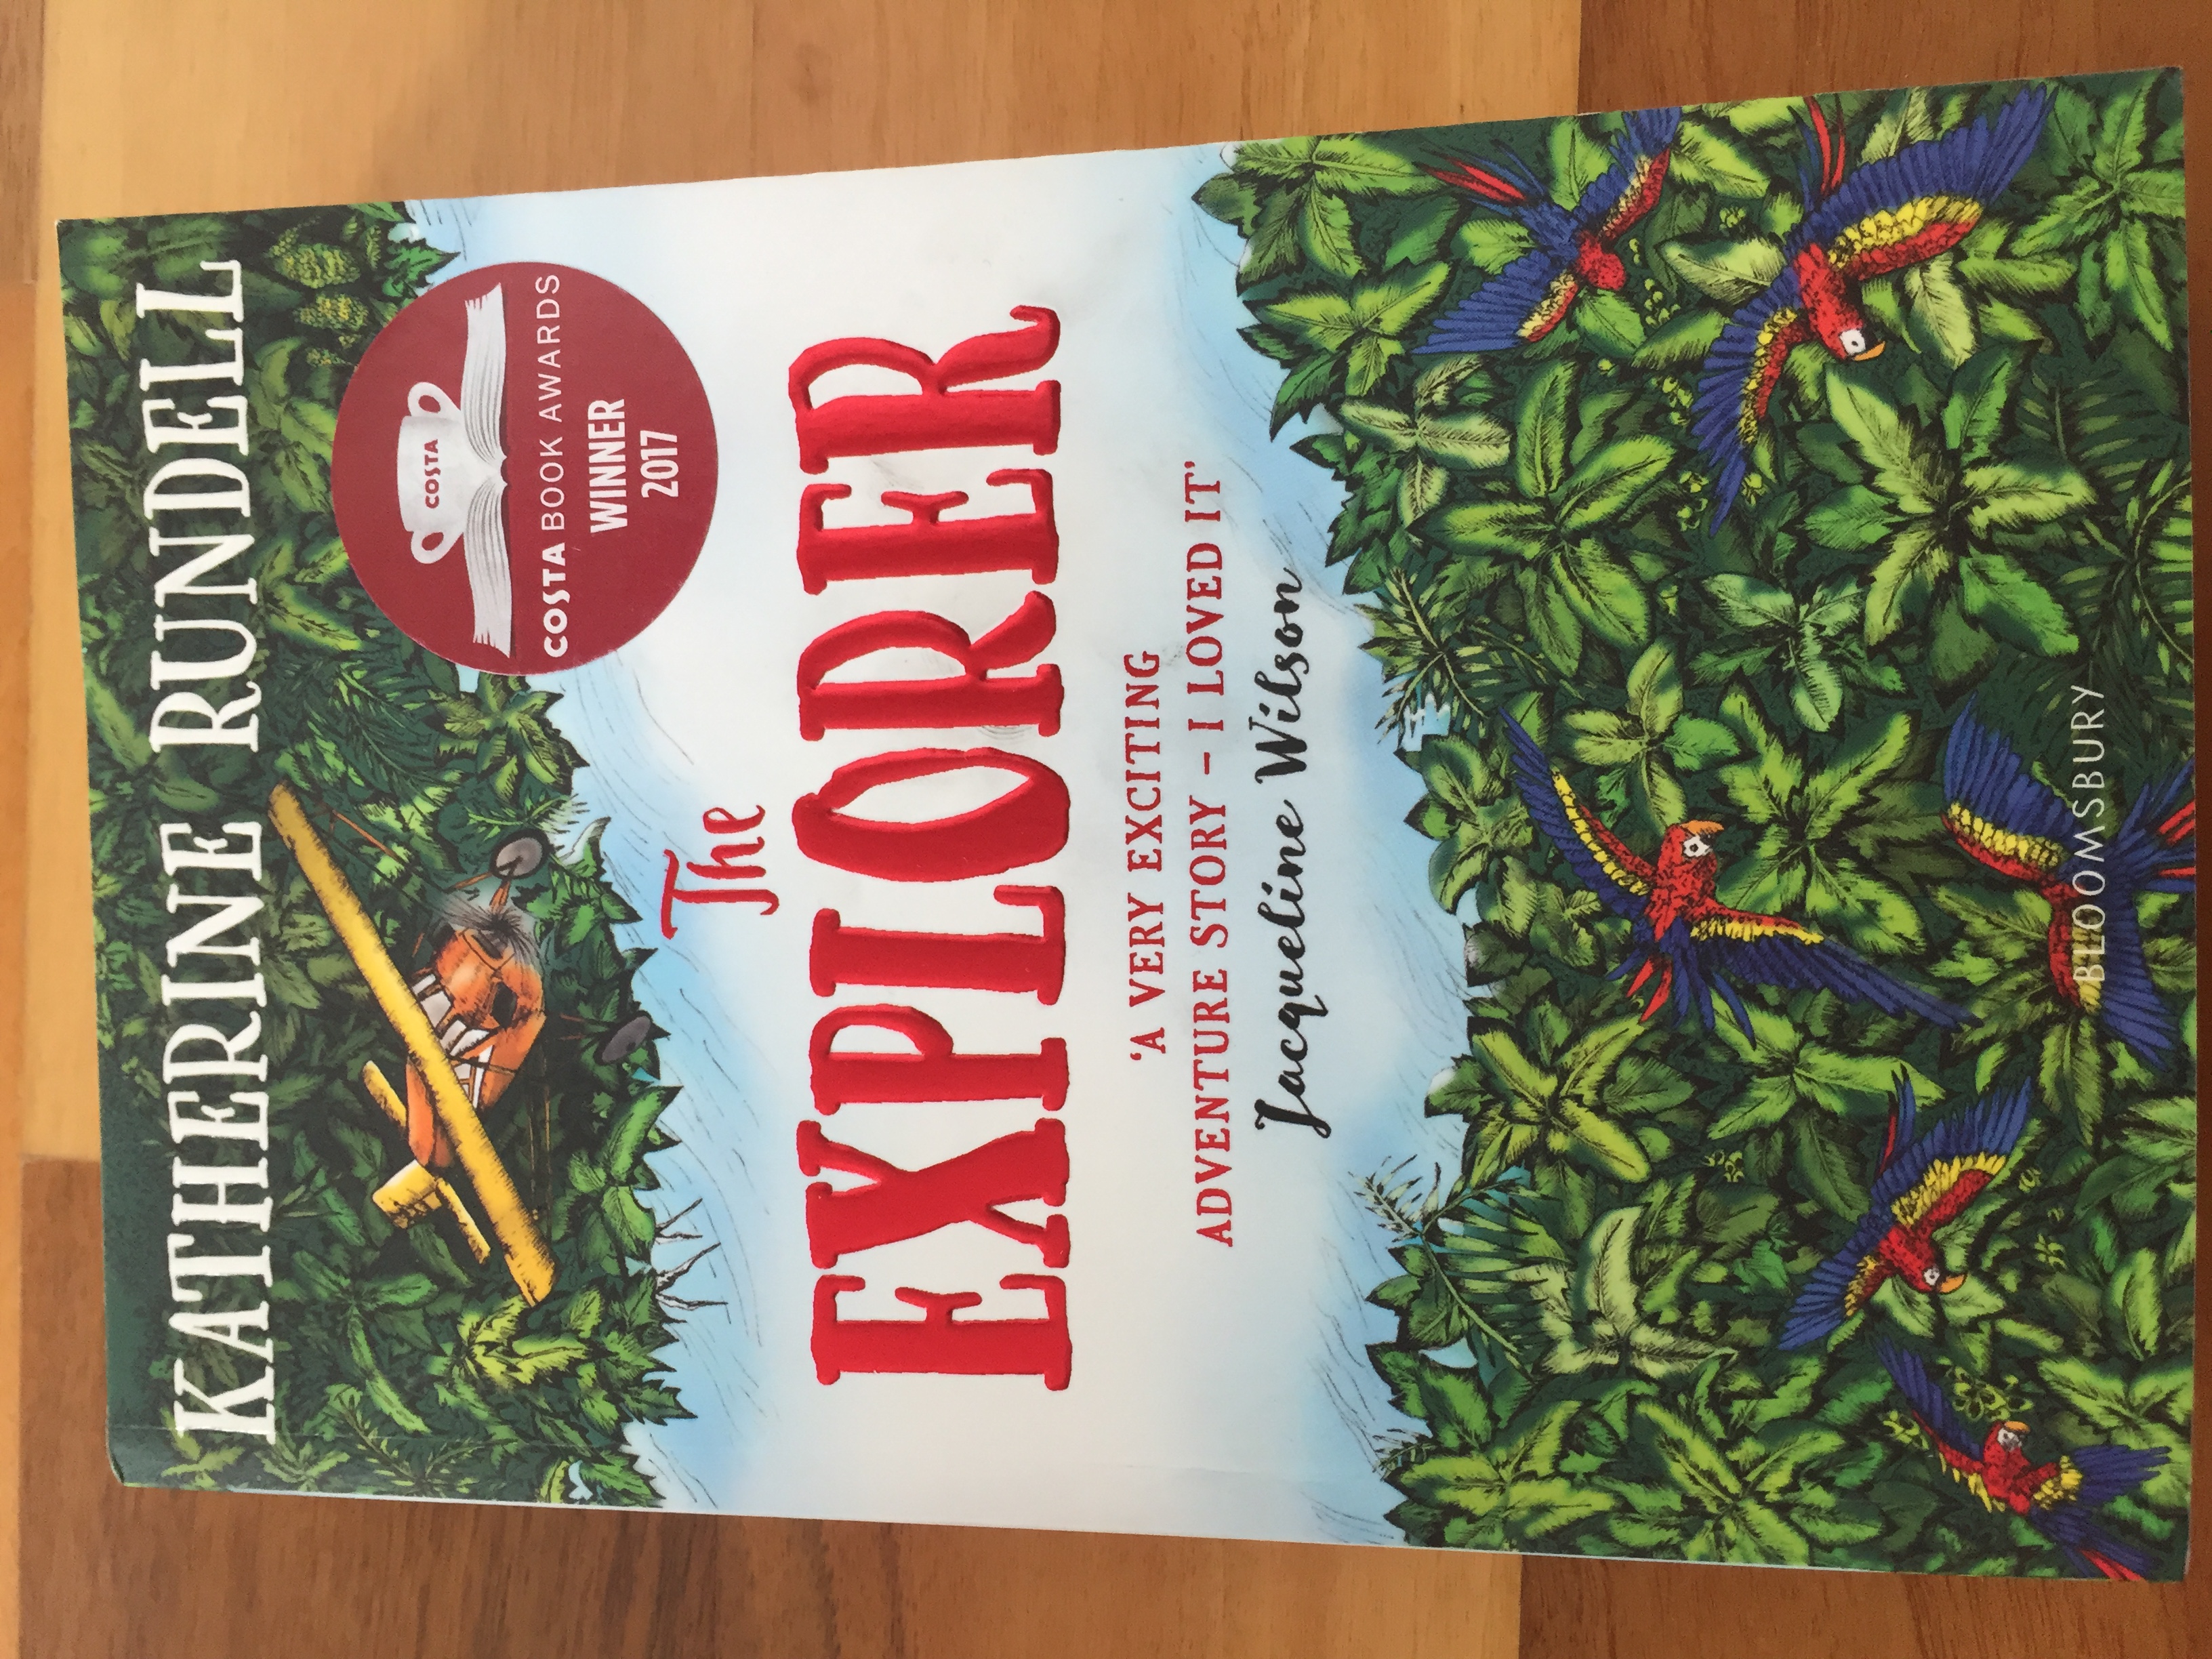 KATHERINE RUNDELL
COSTA
COSTA BOOK AWARDS
WINNER
2017
The
EXPLORER
‘A VERY EXCITING
ADVENTURE STORY – I LOVED IT’
Jacqueline Wilson
BLOOMSBURY